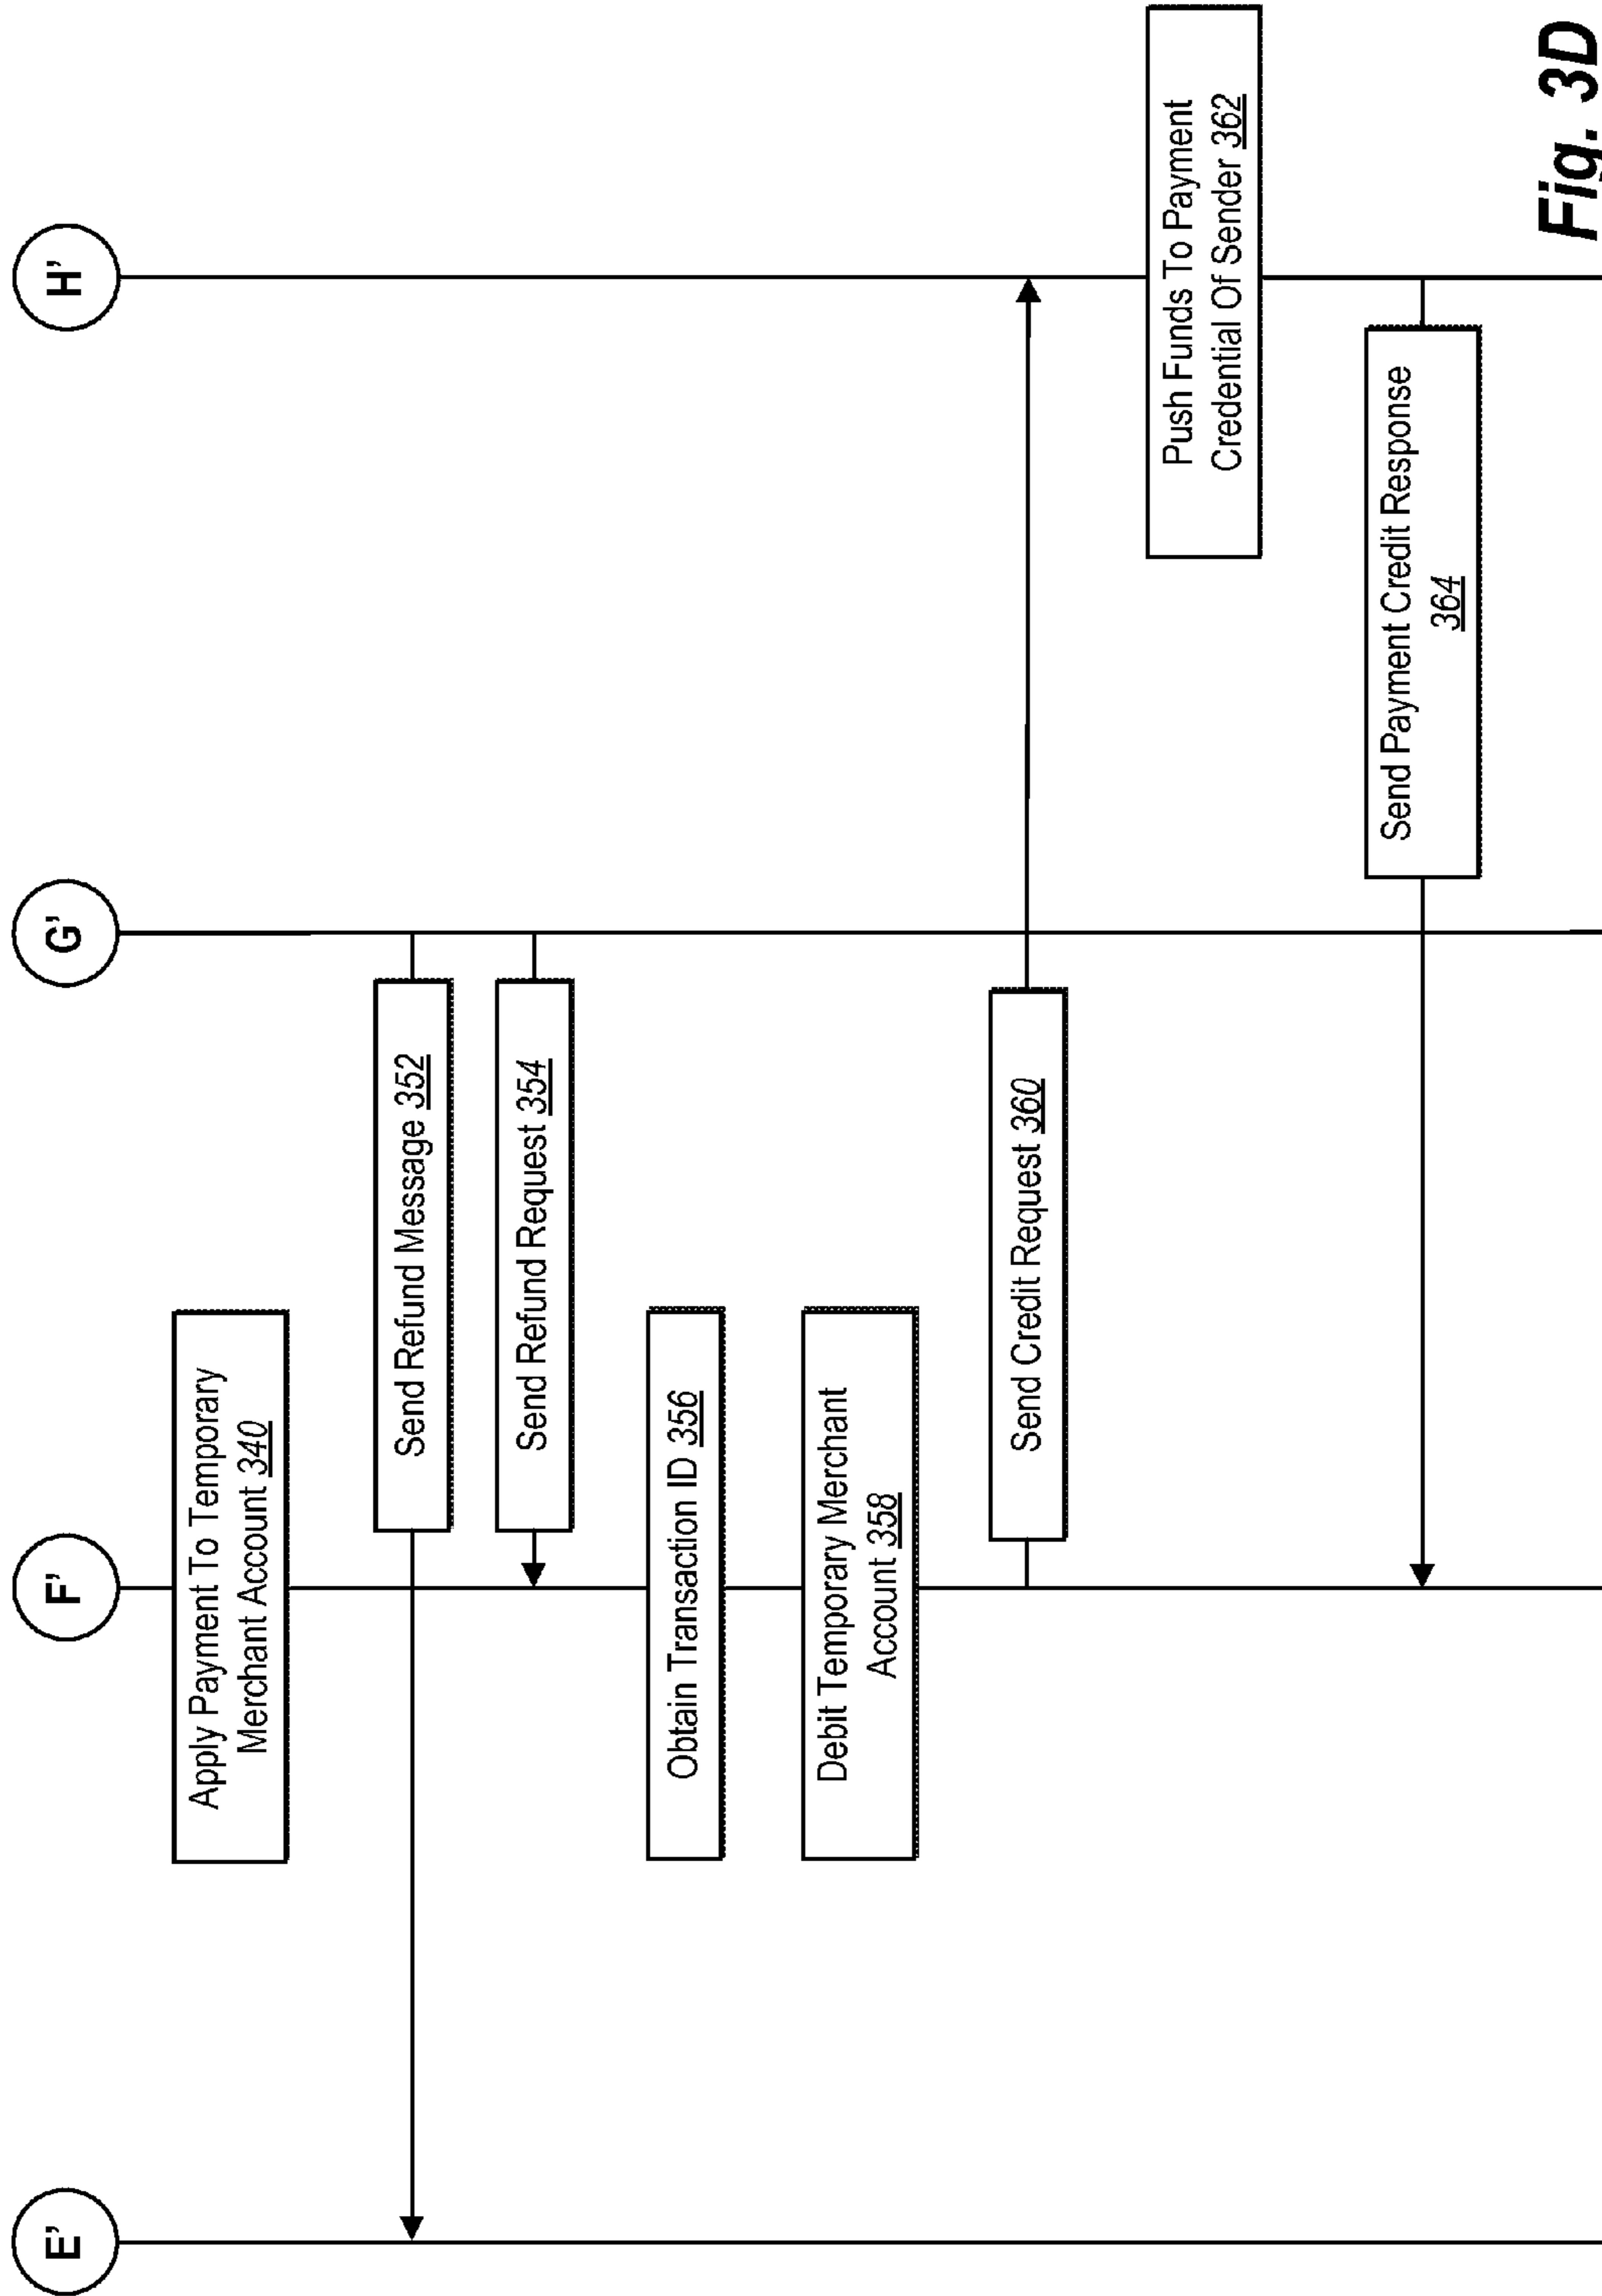 E'
F'
G'
H'
Apply Payment To Temporary
Merchant Account 340
Send Refund Message 352
Send Refund Request 354
Obtain Transaction ID 356
Debit Temporary Merchant
Account 358
Send Credit Request 360
Push Funds To Payment
Credential Of Sender 362
Send Payment Credit Response
364
Fig. 3D